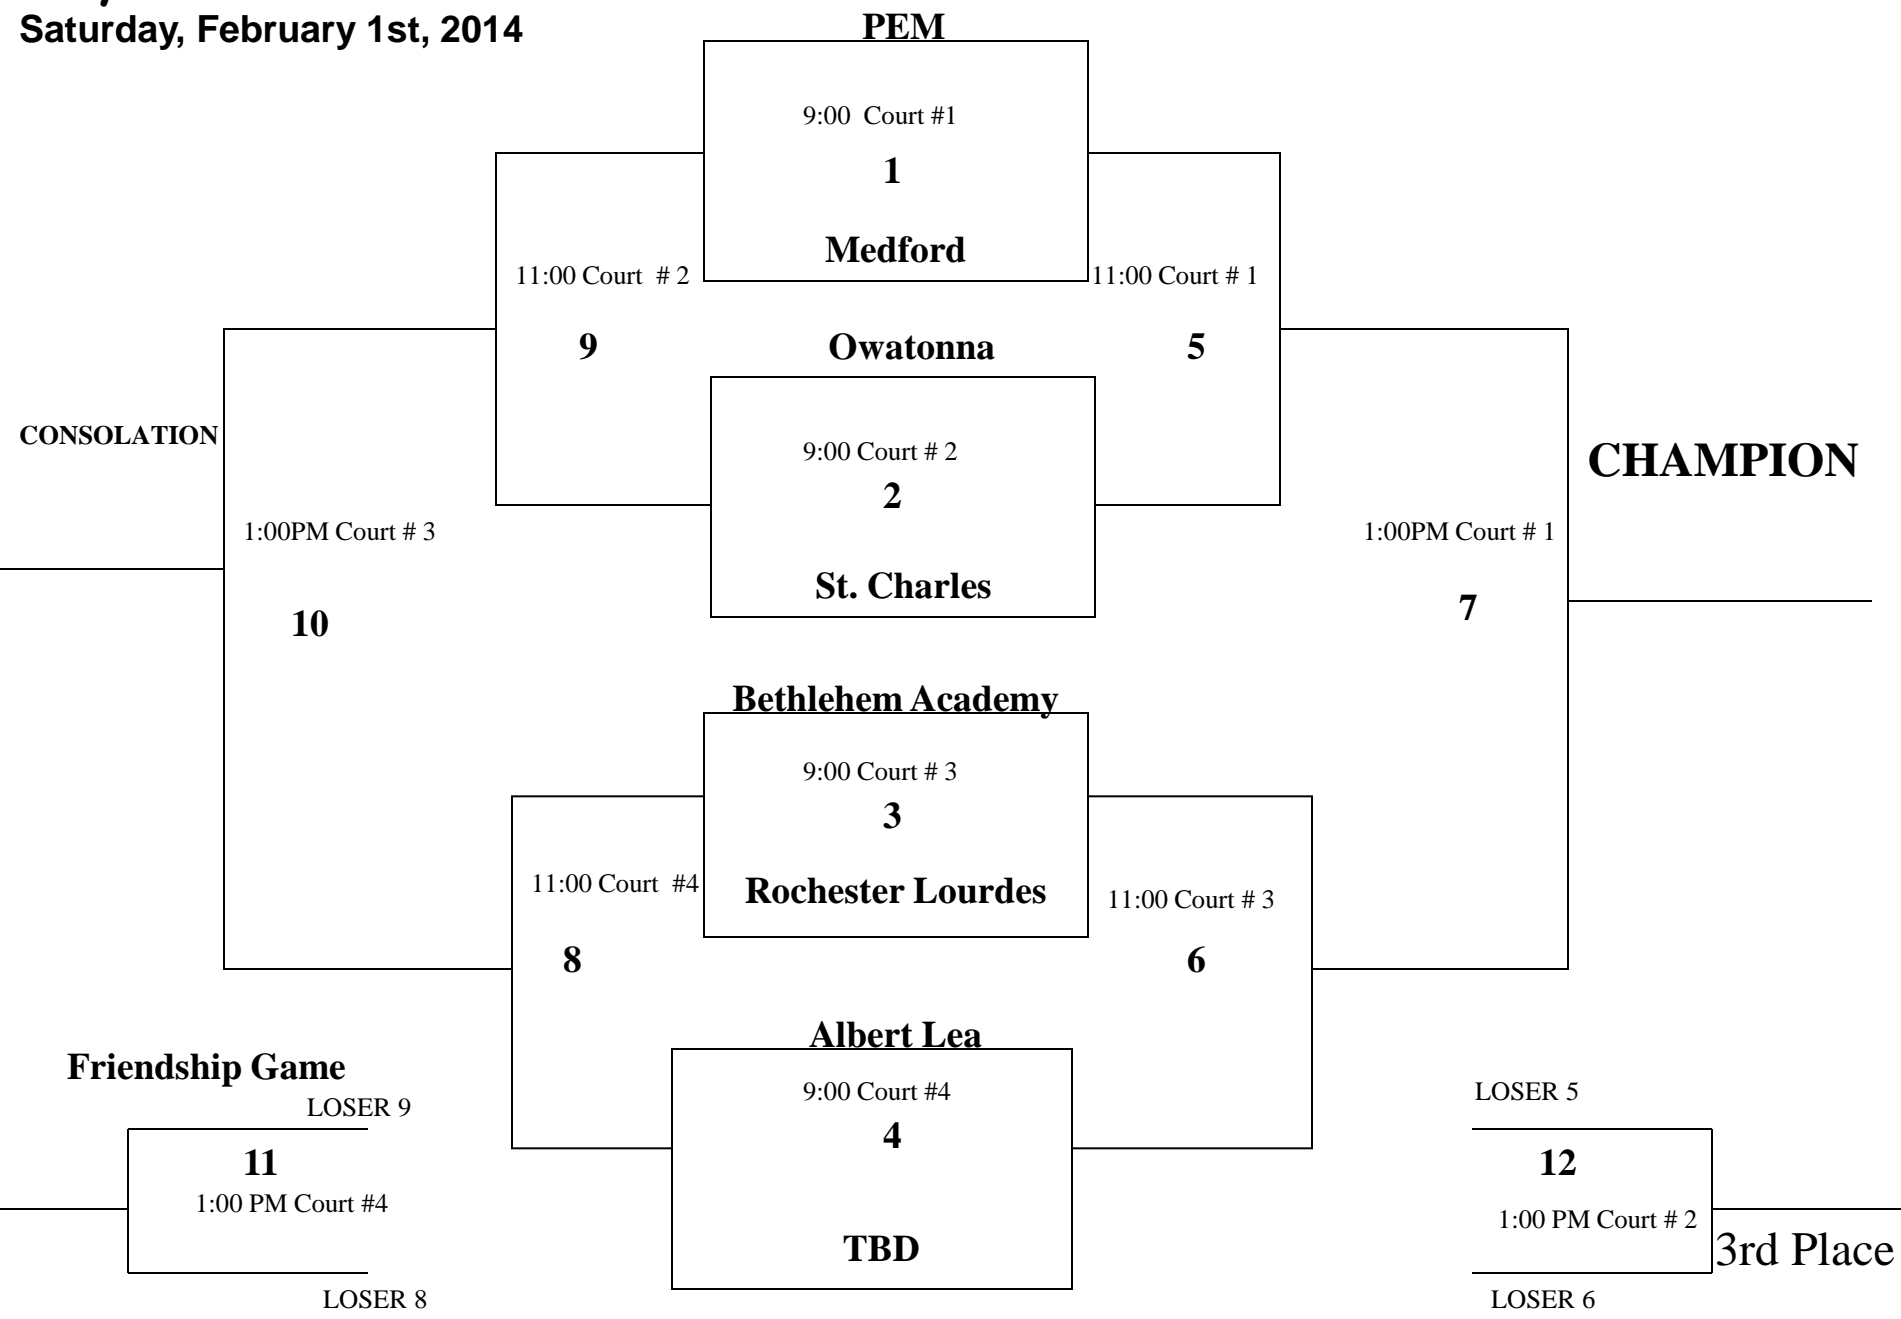 Saturday, February 1st, 2014
PEM
9:00 Court #1
1
Medford
11:00 Court # 2
11:00 Court # 1
9
Owatonna
5
CONSOLATION
9:00 Court # 2
CHAMPION
2
1:00PM Court # 3
1:00PM Court # 1
St. Charles
10
7
Bethlehem Academy
9:00 Court # 3
3
11:00 Court #4
Rochester Lourdes
11:00 Court # 3
8
6
Albert Lea
Friendship Game
9:00 Court #4
LOSER 5
LOSER 9
4
11
12
1:00 PM Court #4
1:00 PM Court # 2
TBD
3rd Place
LOSER 8
LOSER 6